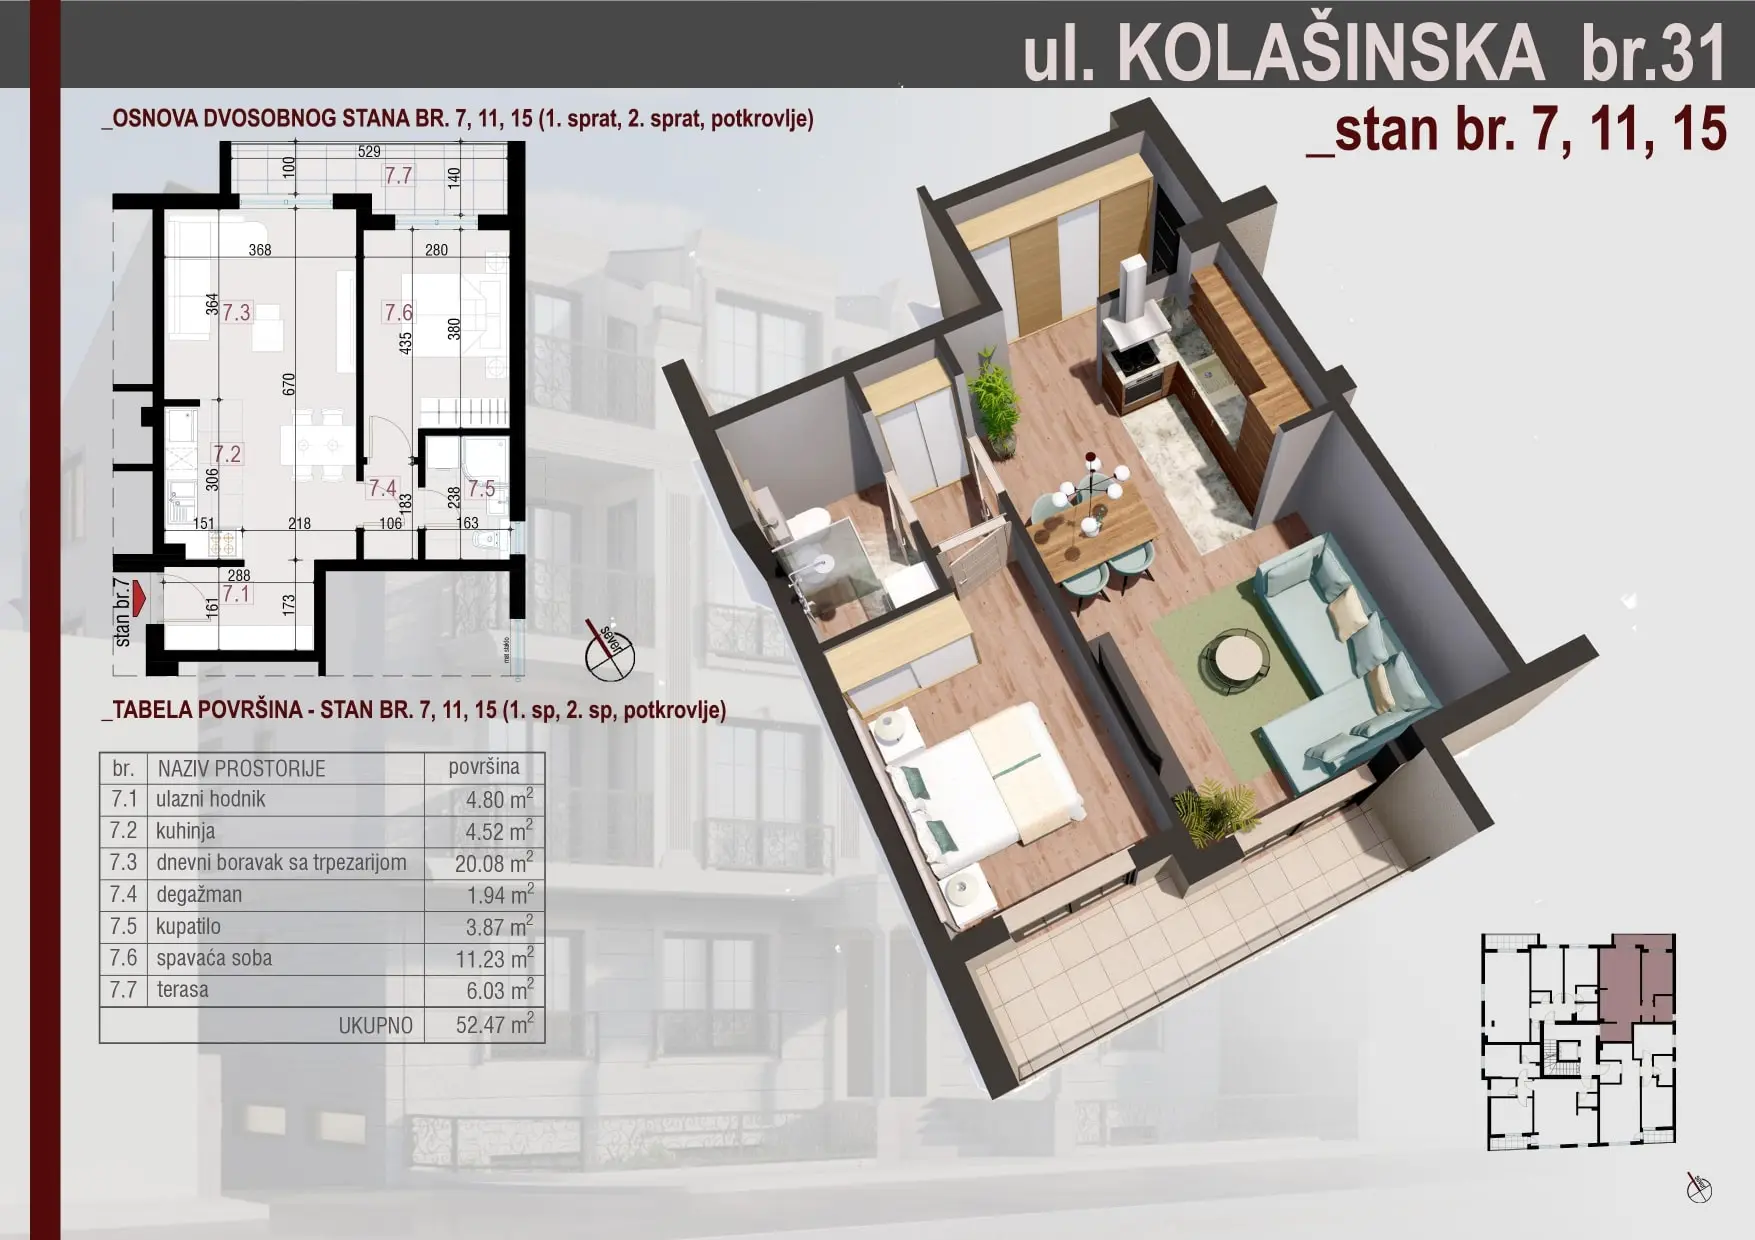 ul. KOLAŠINSKA br.31
_stan br. 7, 11, 15
_OSNOVA DVOSOBNOG STANA BR. 7, 11, 15 (1. sprat, 2. sprat, potkrovlje)
529
100
7.7
140
368
280
364
7.3
7.6
435
380
670
7.2
306
7.4
183
238
7.5
151
218
106
163
288
7.1
161
173
stan br.7
mat staklo
sever
_TABELA POVRŠINA - STAN BR. 7, 11, 15 (1. sp, 2. sp, potkrovlje)
br. NAZIV PROSTORIJE površina
7.1 ulazni hodnik 4.80 m²
7.2 kuhinja 4.52 m²
7.3 dnevni boravak sa trpezarijom 20.08 m²
7.4 degažman 1.94 m²
7.5 kupatilo 3.87 m²
7.6 spavaća soba 11.23 m²
7.7 terasa 6.03 m²
UKUPNO 52.47 m²